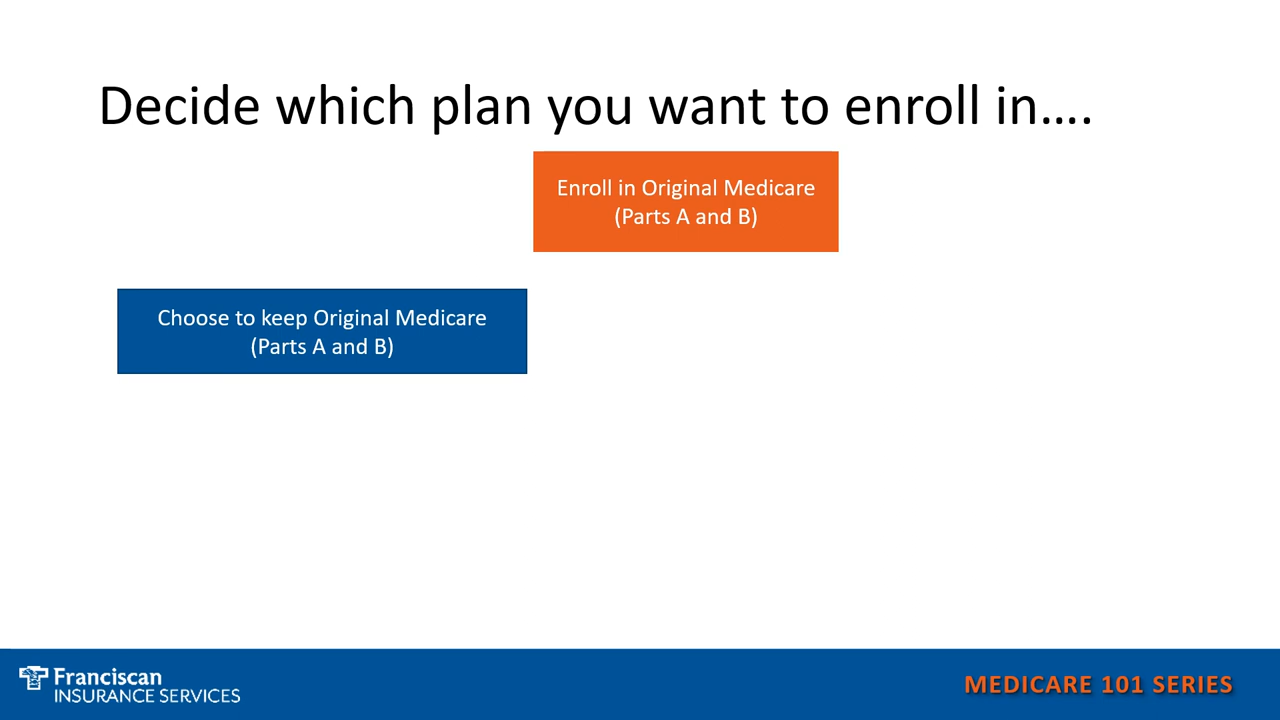 Decide which plan you want to enroll in....
Enroll in Original Medicare
(Parts A and B)
Choose to keep Original Medicare
(Parts A and B)
Franciscan
INSURANCE SERVICES
MEDICARE 101 SERIES